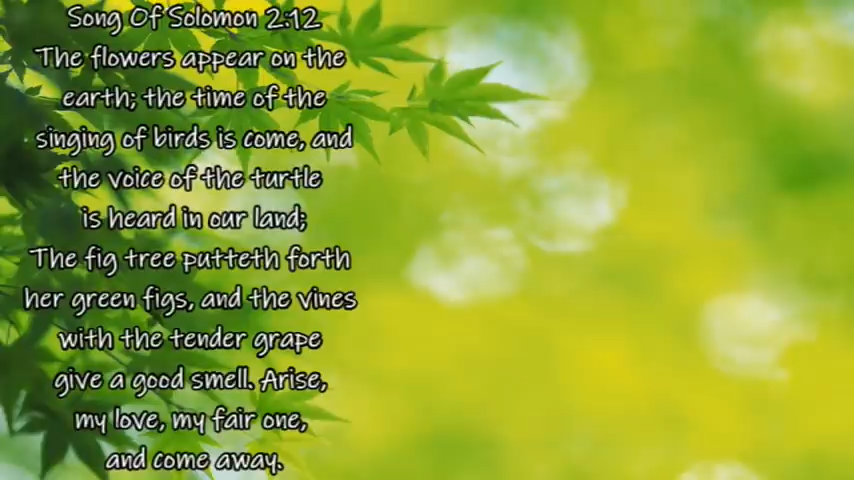 Song Of Solomon 2:12
The flowers appear on the
earth; the time of the
singing of birds is come, and
the voice of the turtle
is heard in our land;
The fig tree putteth forth
her green figs, and the vines
with the tender grape
give a good smell. Arise,
my love, my fair one,
and come away.